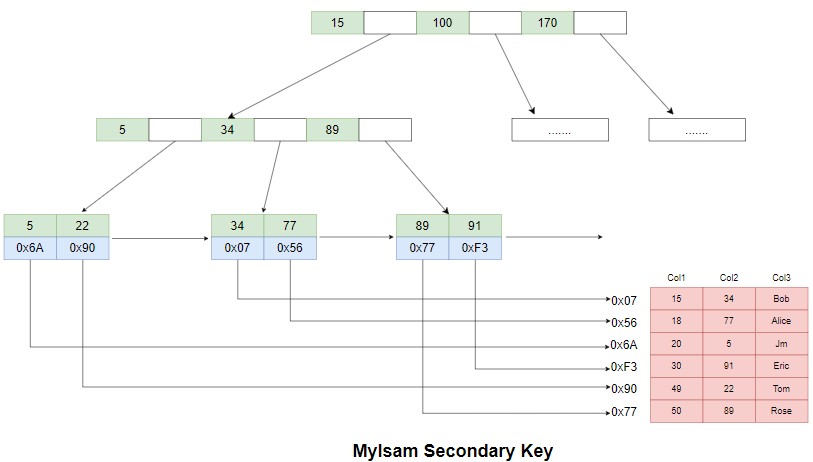 15 100 170
5 34 89
....... .......
5 22 34 77 89 91
0x6A 0x90 0x07 0x56 0x77 0xF3
Col1 Col2 Col3
0x07 15 34 Bob
0x56 18 77 Alice
0x6A 20 5 Jm
0xF3 30 91 Eric
0x90 49 22 Tom
0x77 50 89 Rose
MyIsam Secondary Key